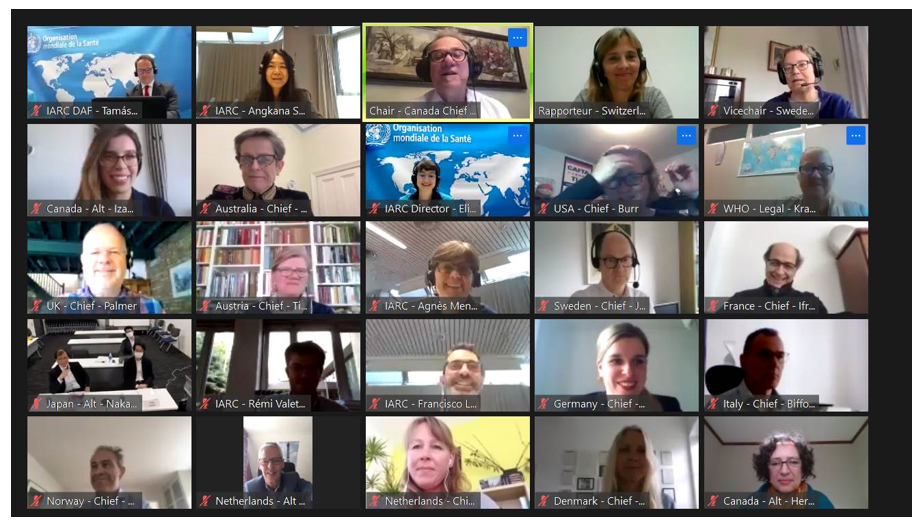 Organisation
mondiale de la Santé
IARC DAF - Tamás...
IARC - Angkana S...
Chair - Canada Chief ...
Rapporteur - Switzerl...
Vicechair - Swede...
Canada - Alt - Iza...
Australia - Chief - ...
Organisation
mondiale de la Santé
IARC Director - Eli...
USA - Chief - Burr
WHO - Legal - Kra...
UK - Chief - Palmer
Austria - Chief - Ti...
IARC - Agnès Men...
Sweden - Chief - J...
France - Chief - Ifr...
Japan - Alt - Naka...
IARC - Rémi Valet...
IARC - Francisco L...
Germany - Chief -...
Italy - Chief - Biffo...
Norway - Chief - ...
Netherlands - Alt ...
Netherlands - Chi...
Denmark - Chief -...
Canada - Alt - Her...